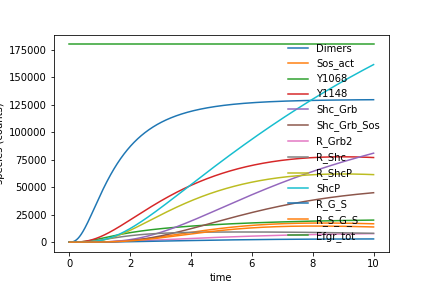 175000
150000
125000
100000
75000
50000
25000
0
species (counts)
0
2
4
6
8
10
time
Dimers
Sos_act
Y1068
Y1148
Shc_Grb
Shc_Grb_Sos
R_Grb2
R_Shc
R_ShcP
ShcP
R_G_S
R_S_G_S
Efgr_tot